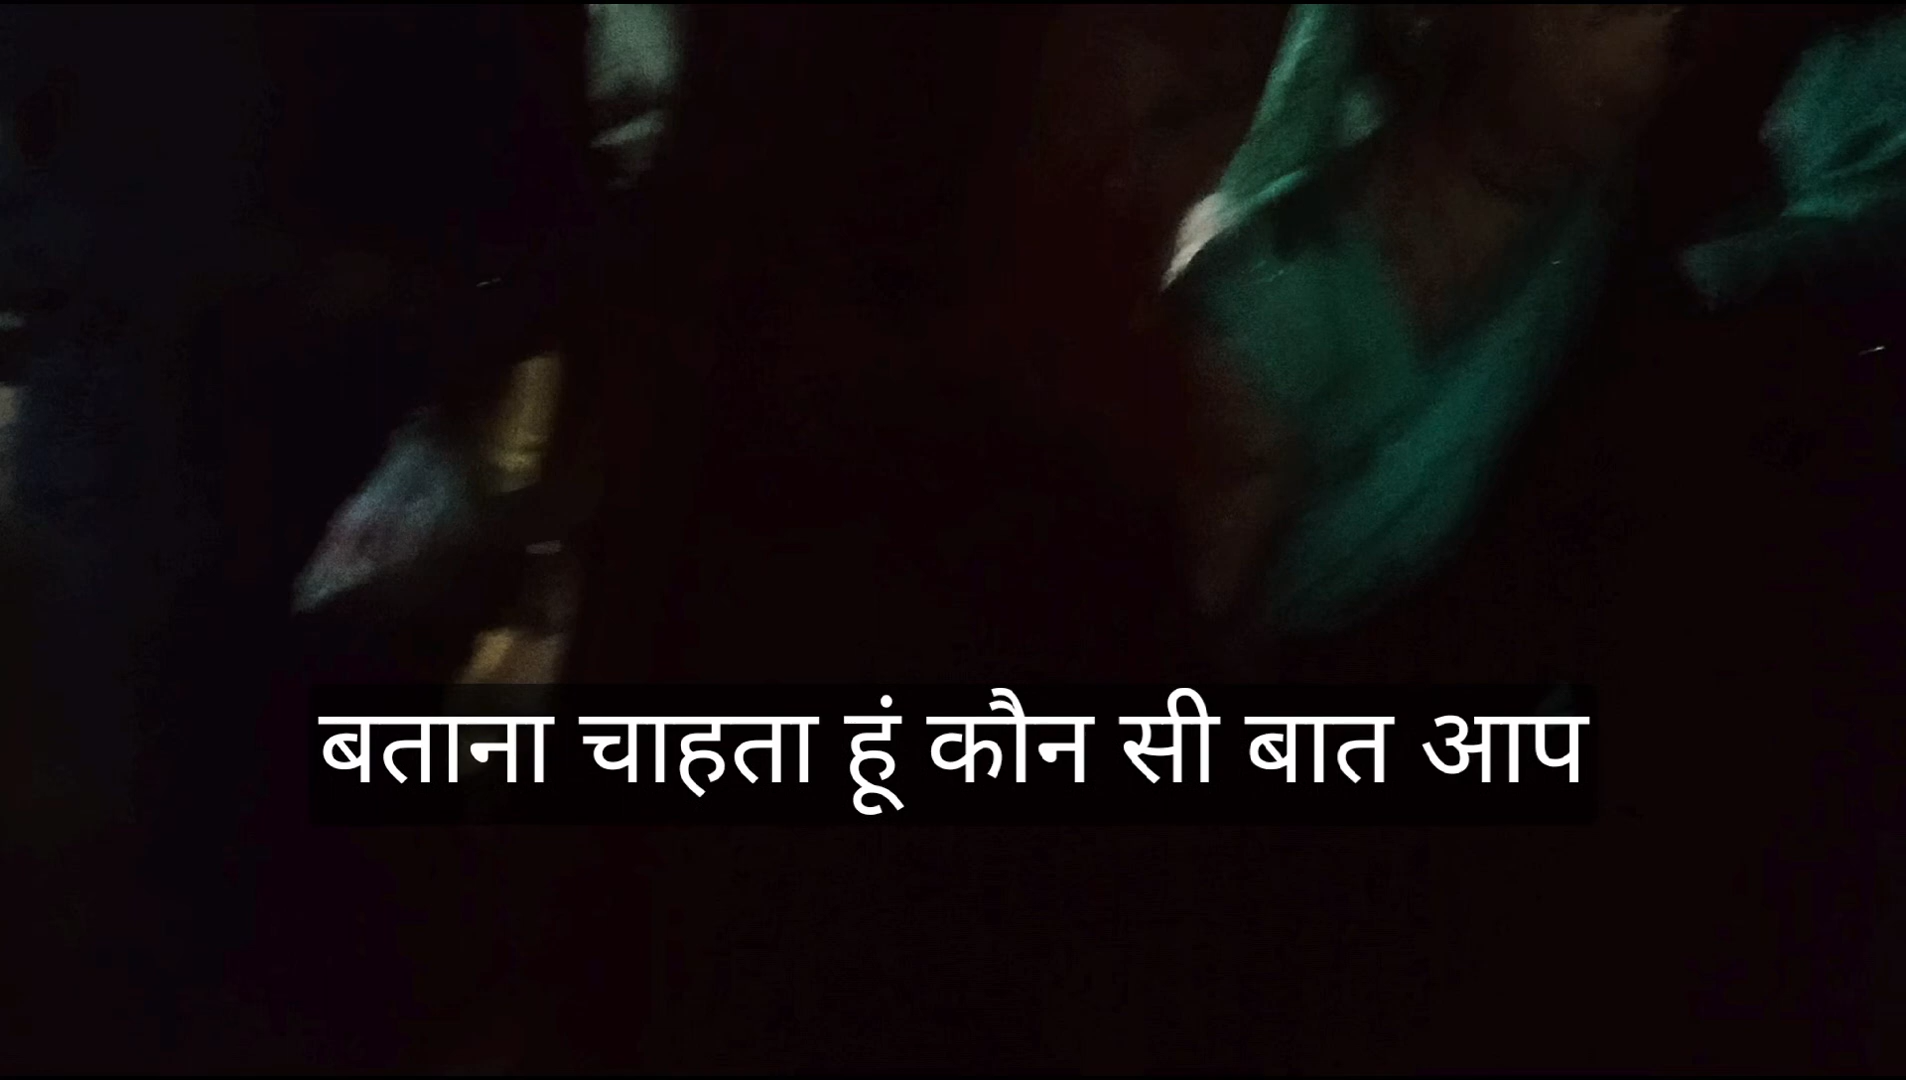 बताना चाहता हूं कौन सी बात आप